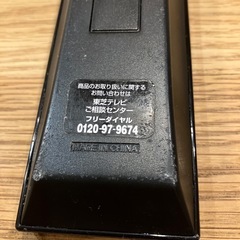 商品のお取り扱いに関する
お問い合わせは
東芝テレビ
ご相談センター
フリーダイヤル
0120-97-9674
MADE IN CHINA